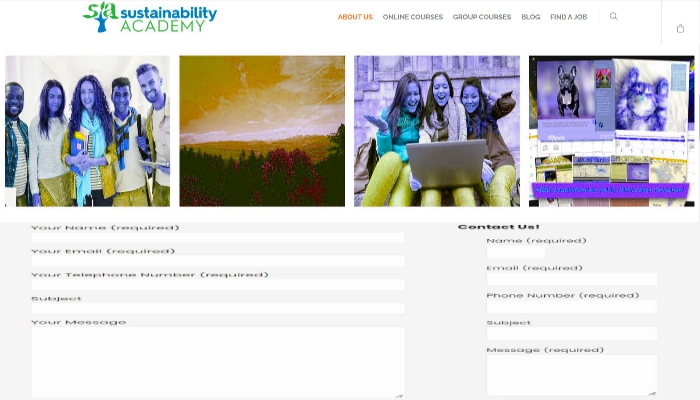 sa sustainability
ACADEMY
ABOUT US ONLINE COURSES GROUP COURSES BLOG FIND A JOB
Your Name (required)
Your Email (required)
Your Telephone Number (required)
Subject
Your Message
Contact Us!
Name (required)
Email (required)
Phone Number (required)
Subject
Message (required)